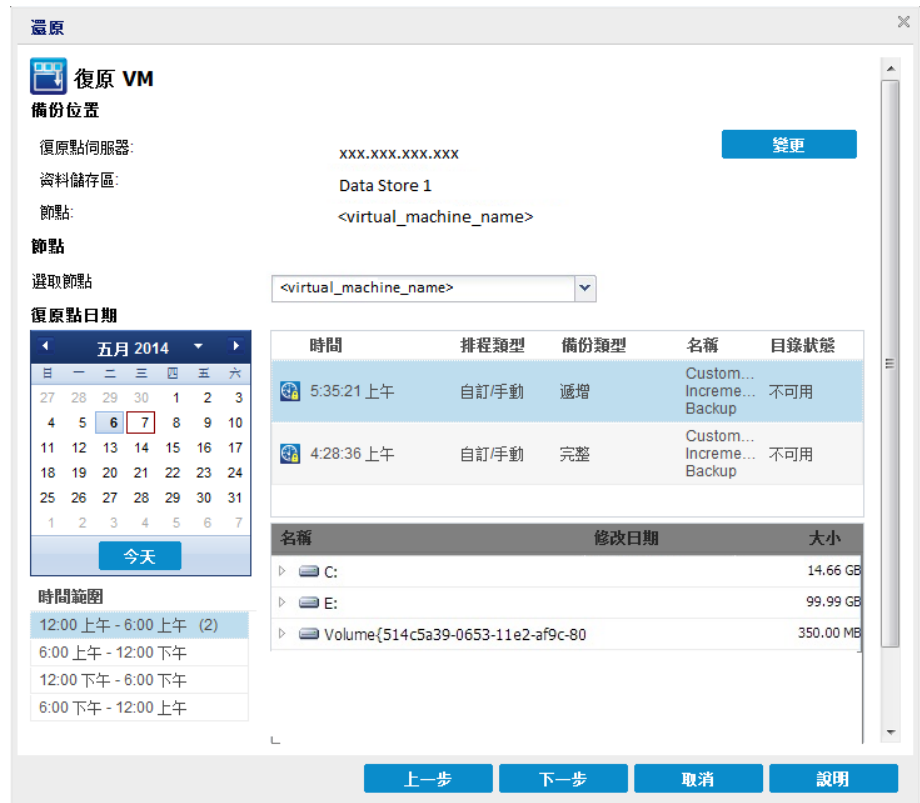 還原
復原 VM
備份位置
復原點伺服器: xxx.xxx.xxx.xxx 變更
資料儲存區: Data Store 1
節點: <virtual_machine_name>
節點
選取節點 <virtual_machine_name>
復原點日期
五月 2014
日 一 二 三 四 五 六
27 28 29 30 1 2 3
4 5 6 7 8 9 10
11 12 13 14 15 16 17
18 19 20 21 22 23 24
25 26 27 28 29 30 31
1 2 3 4 5 6 7
今天
時間範圍
12:00 上午 - 6:00 上午 (2)
6:00 上午 - 12:00 下午
12:00 下午 - 6:00 下午
6:00 下午 - 12:00 上午
時間 排程類型 備份類型 名稱 目錄狀態
5:35:21 上午 自訂/手動 遞增 Custom... Increme... Backup 不可用
4:28:36 上午 自訂/手動 完整 Custom... Increme... Backup 不可用
名稱 修改日期 大小
C: 14.66 GB
E: 99.99 GB
Volume{514c5a39-0653-11e2-af9c-80 350.00 MB
上一步 下一步 取消 說明